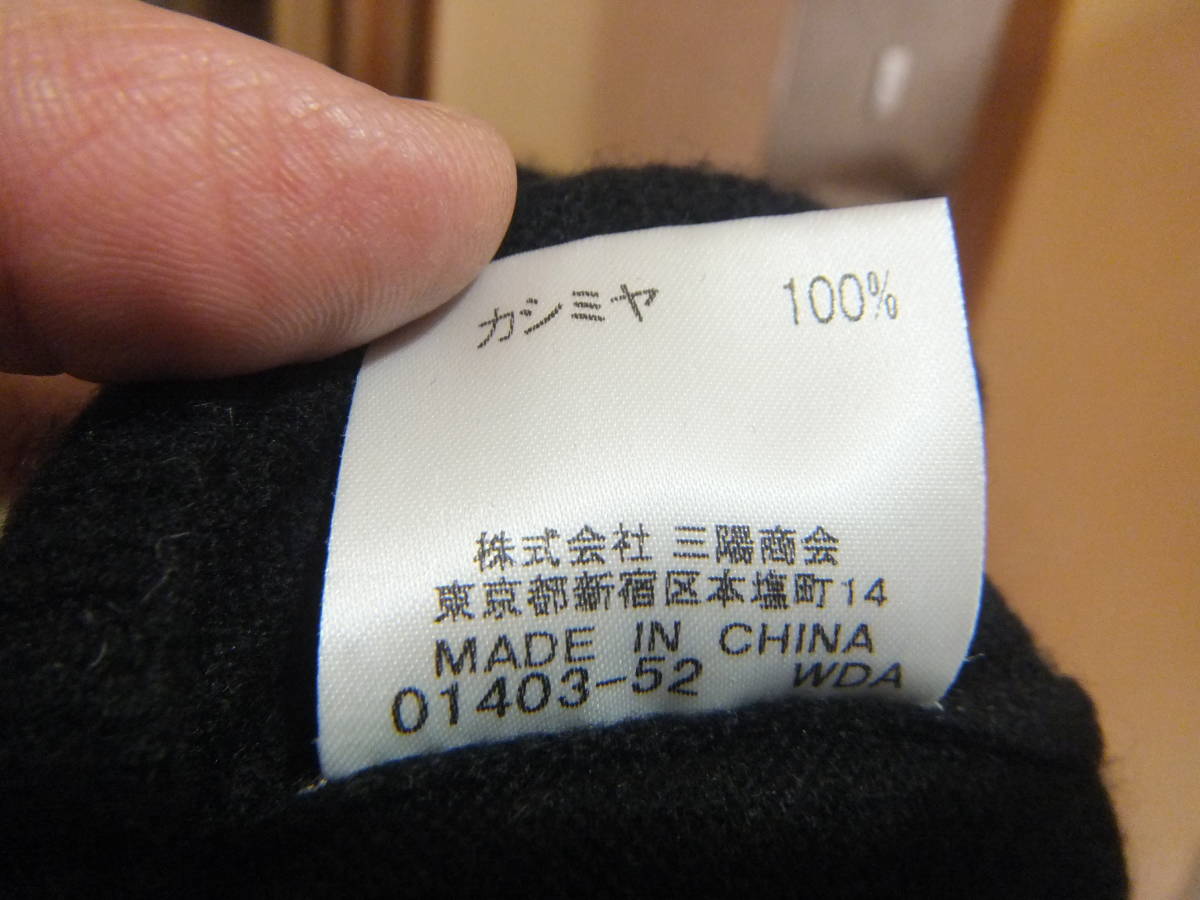 カシミヤ 100%
株式会社 三陽商会
東京都新宿区本塩町14
MADE IN CHINA
01403-52 WDA